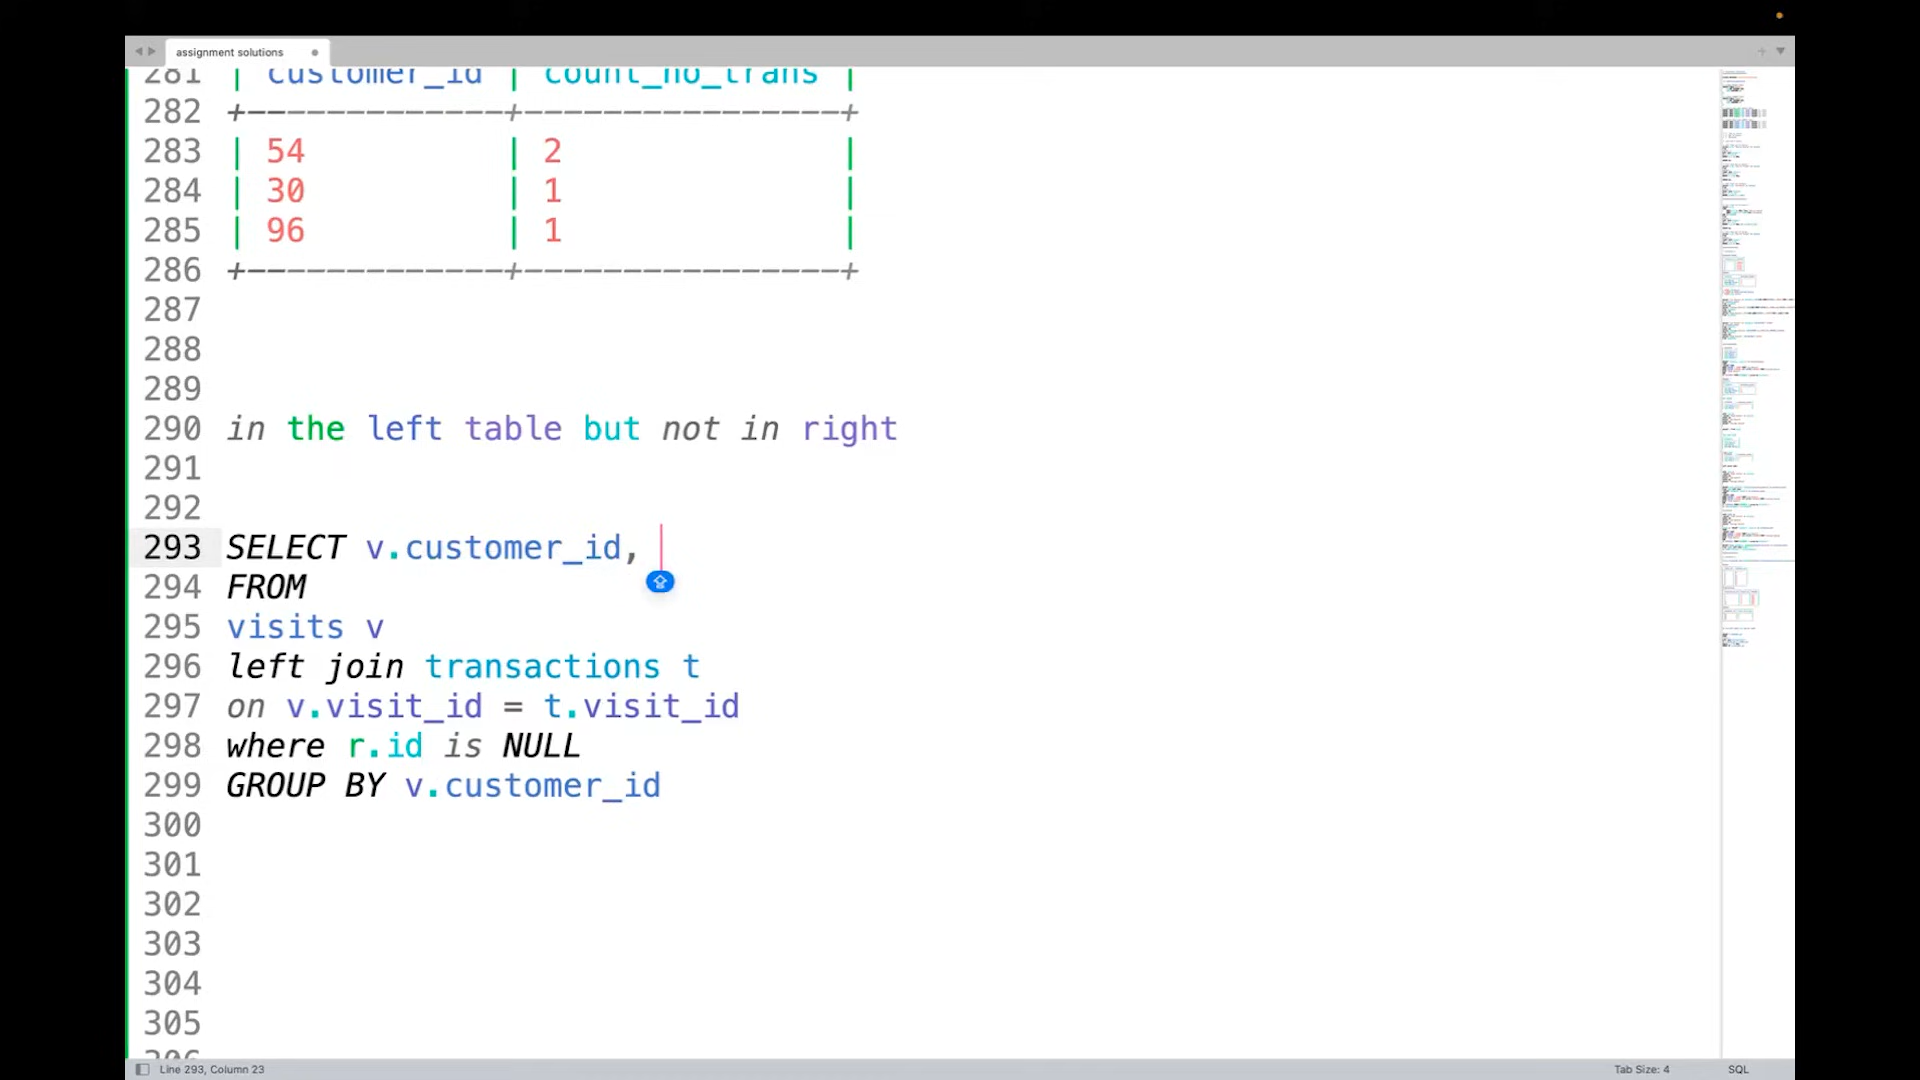 assignment solutions
281 | customer_id | count_no_trans |
282 +--------------+-----------------+
283 | 54 | 2 |
284 | 30 | 1 |
285 | 96 | 1 |
286 +--------------+-----------------+
287
288
289
290 in the left table but not in right
291
292
293 SELECT v.customer_id,
294 FROM
295 visits v
296 left join transactions t
297 on v.visit_id = t.visit_id
298 where r.id is NULL
299 GROUP BY v.customer_id
300
301
302
303
304
305
306
Line 293, Column 23
Tab Size: 4
SQL